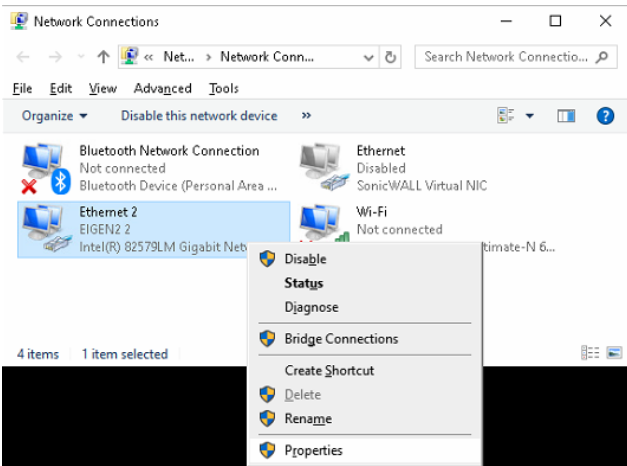 Network Connections
« Net... › Network Conn...
Search Network Connectio...
File Edit View Advanced Tools
Organize Disable this network device »
Bluetooth Network Connection
Not connected
Bluetooth Device (Personal Area ...
Ethernet
Disabled
SonicWALL Virtual NIC
Ethernet 2
EIGEN2 2
Intel(R) 82579LM Gigabit Netw
Wi-Fi
Not connected
timate-N 6...
Disable
Status
Diagnose
Bridge Connections
Create Shortcut
Delete
Rename
Properties
4 items 1 item selected